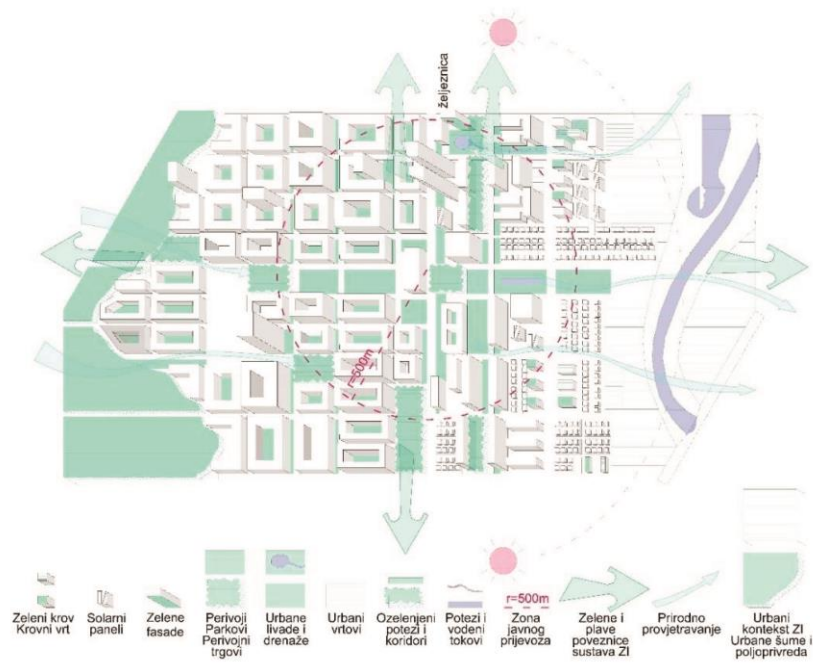 željeznica
r=500m
Zeleni krov
Krovni vrt
Solarni
paneli
Zelene
fasade
Perivoji
Parkovi
Perivojni
trgovi
Urbane
livade i
drenaže
Urbani
vrtovi
Ozelenjeni
potezi i
koridori
Potezi i
vodeni
tokovi
r=500m
Zona
javnog
prijevoza
Zelene i
plave
poveznice
sustava ZI
Prirodno
provjetravanje
Urbani
kontekst ZI
Urbane šume i
poljoprivreda